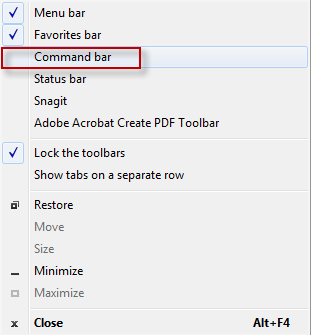 Menu bar
Favorites bar
Command bar
Status bar
Snagit
Adobe Acrobat Create PDF Toolbar
Lock the toolbars
Show tabs on a separate row
Restore
Move
Size
Minimize
Maximize
Close Alt+F4